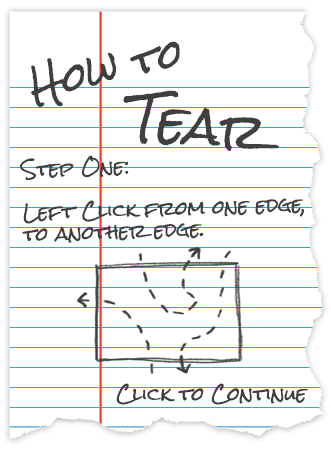 How to
Tear
Step One:
Left Click from one edge,
to another edge.
Click to Continue